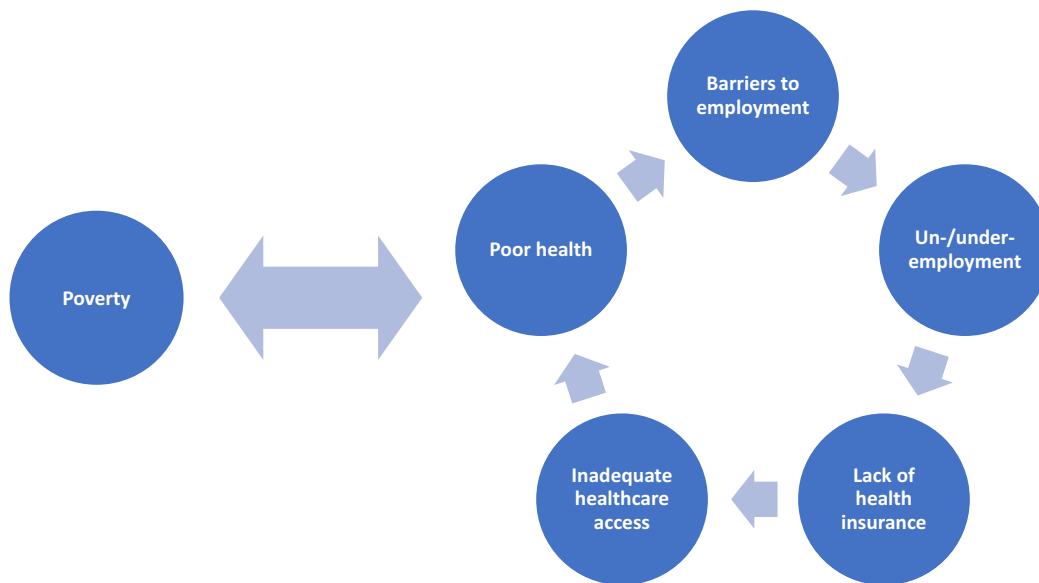 Poverty
Poor health
Barriers to
employment
Un-/under-
employment
Lack of
health
insurance
Inadequate
healthcare
access